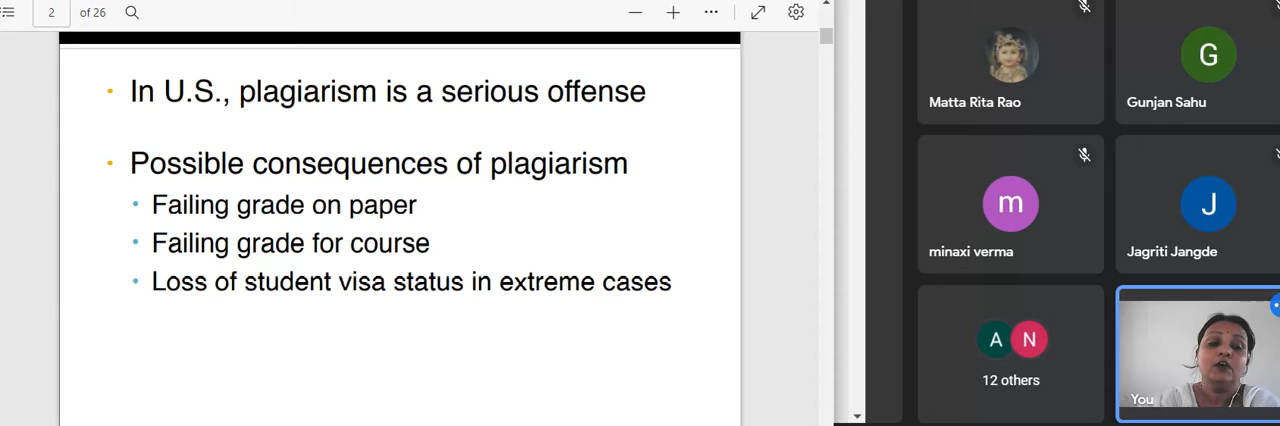 2 of 26
In U.S., plagiarism is a serious offense
Possible consequences of plagiarism
Failing grade on paper
Failing grade for course
Loss of student visa status in extreme cases
Matta Rita Rao
G
Gunjan Sahu
m
minaxi verma
J
Jagriti Jangde
A N
12 others
You